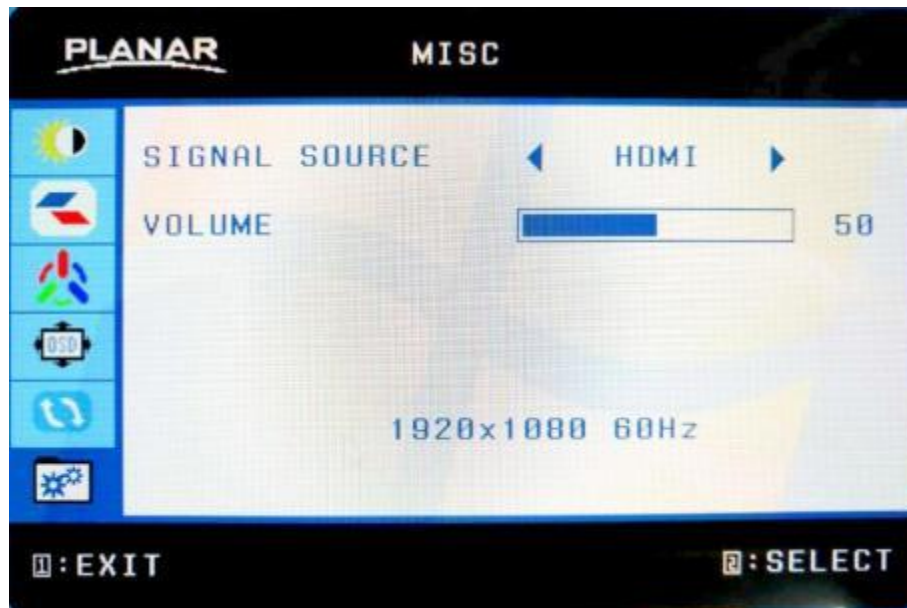 PLANAR MISC
SIGNAL SOURCE HDMI
VOLUME 50
OSD
1920x1080 60Hz
1:EXIT 2:SELECT